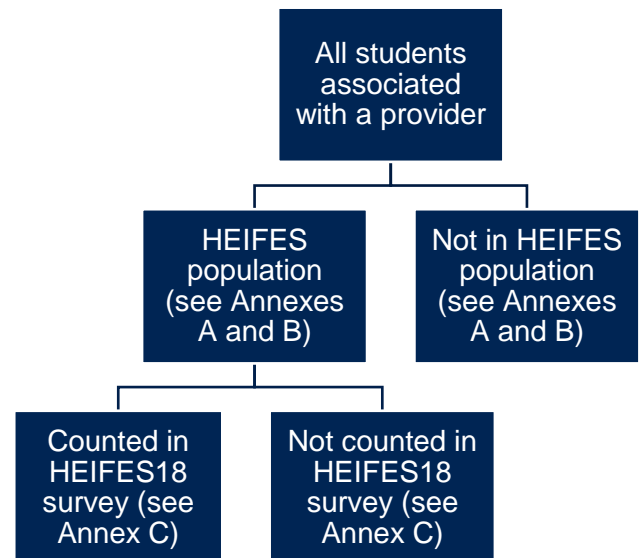 All students
associated
with a provider
HEIFES
population
(see Annexes
A and B)
Not in HEIFES
population
(see Annexes
A and B)
Counted in
HEIFES18
survey (see
Annex C)
Not counted in
HEIFES18
survey (see
Annex C)